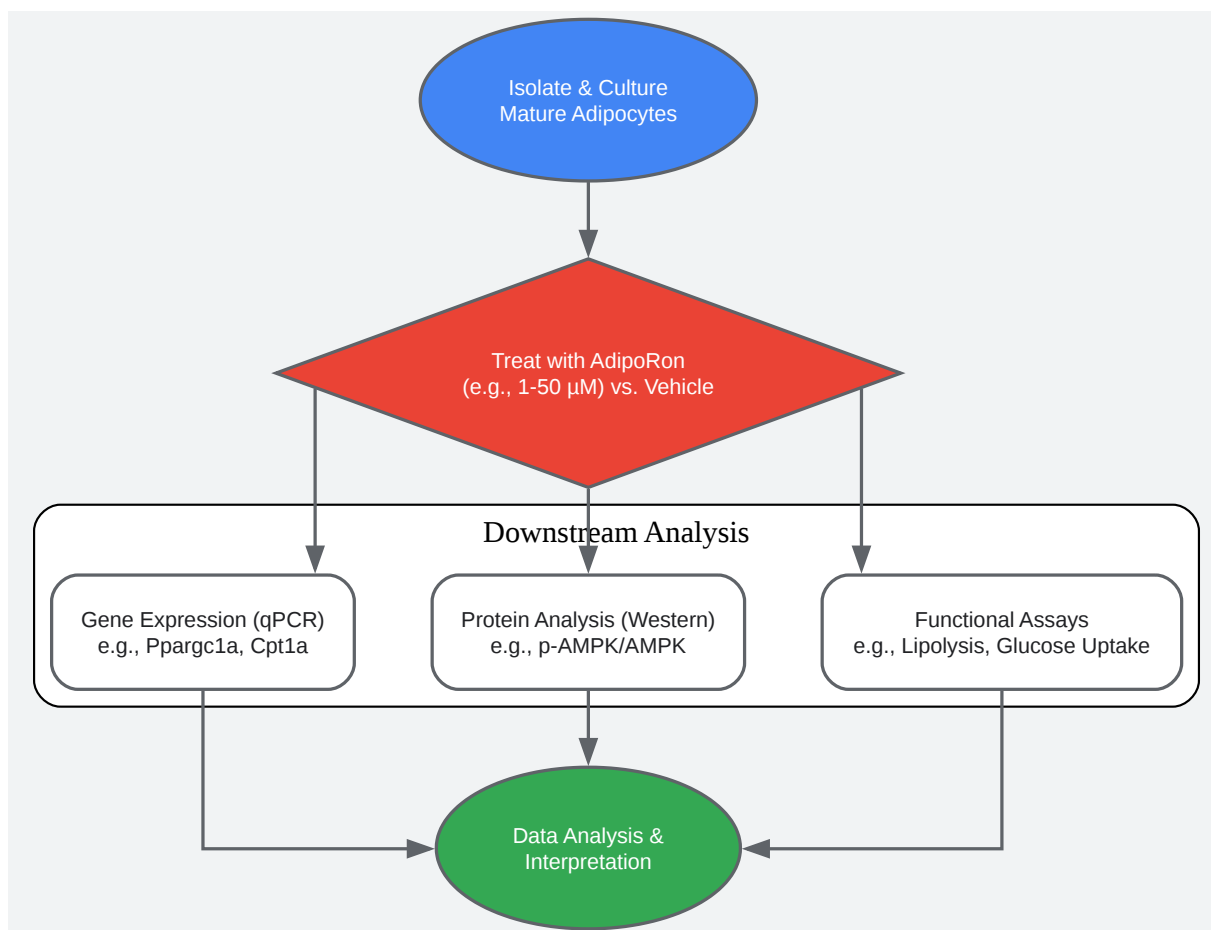 Isolate & Culture
Mature Adipocytes
Treat with AdipoRon
(e.g., 1-50 µM) vs. Vehicle
Downstream Analysis
Gene Expression (qPCR)
e.g., Ppargc1a, Cpt1a
Protein Analysis (Western)
e.g., p-AMPK/AMPK
Functional Assays
e.g., Lipolysis, Glucose Uptake
Data Analysis &
Interpretation